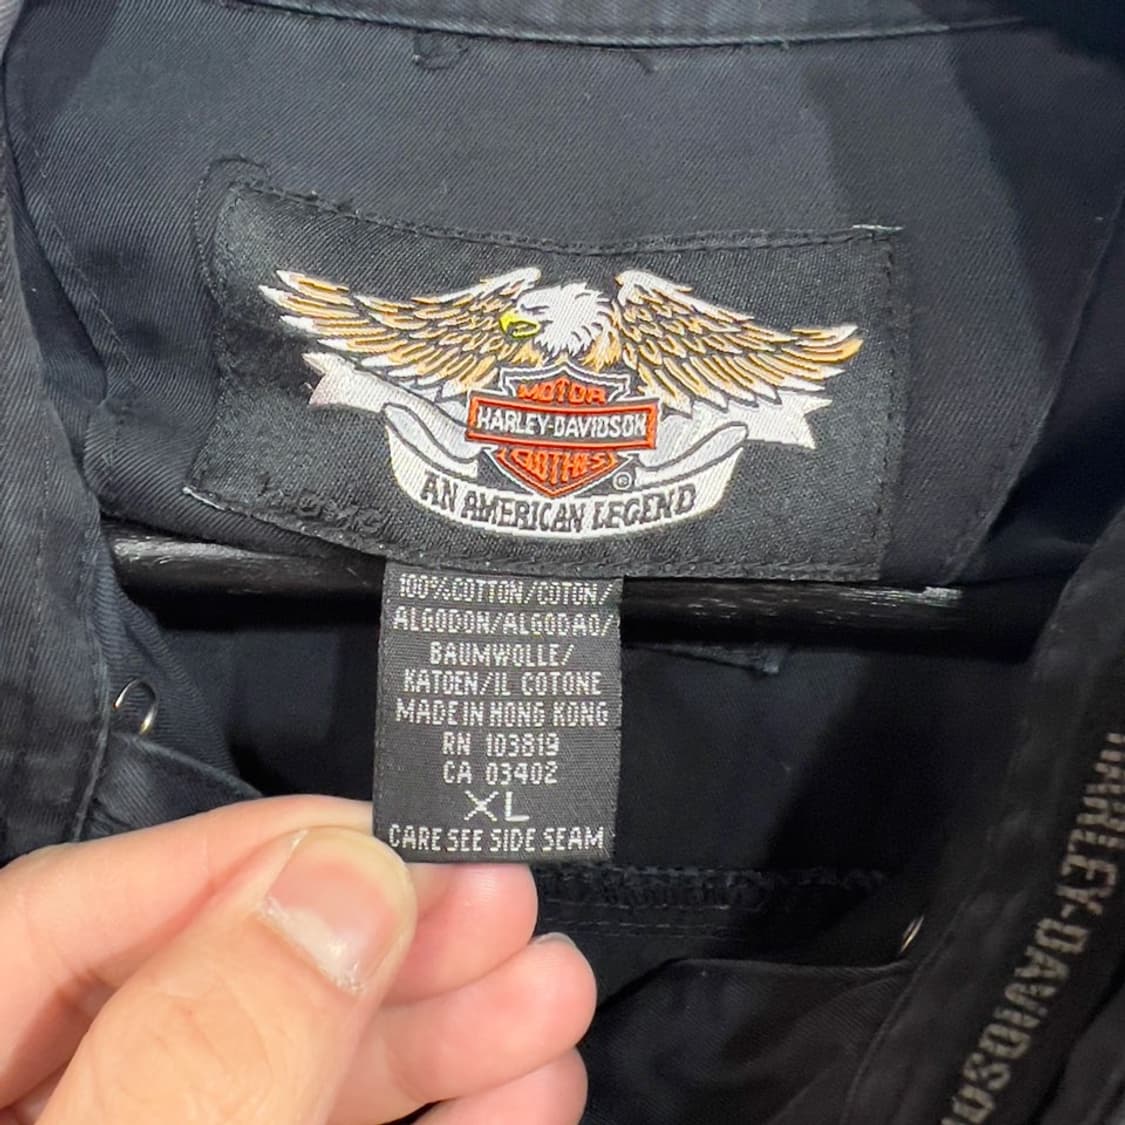 MOTOR
HARLEY-DAVIDSON
CLOTHES
®
AN AMERICAN LEGEND
100%COTTON/COTON/
ALGODON/ALGODAO/
BAUMWOLLE/
KATOEN/IL COTONE
MADE IN HONG KONG
RN 103819
CA 03402
XL
CARE SEE SIDE SEAM
HARLEY-DAVIDSON